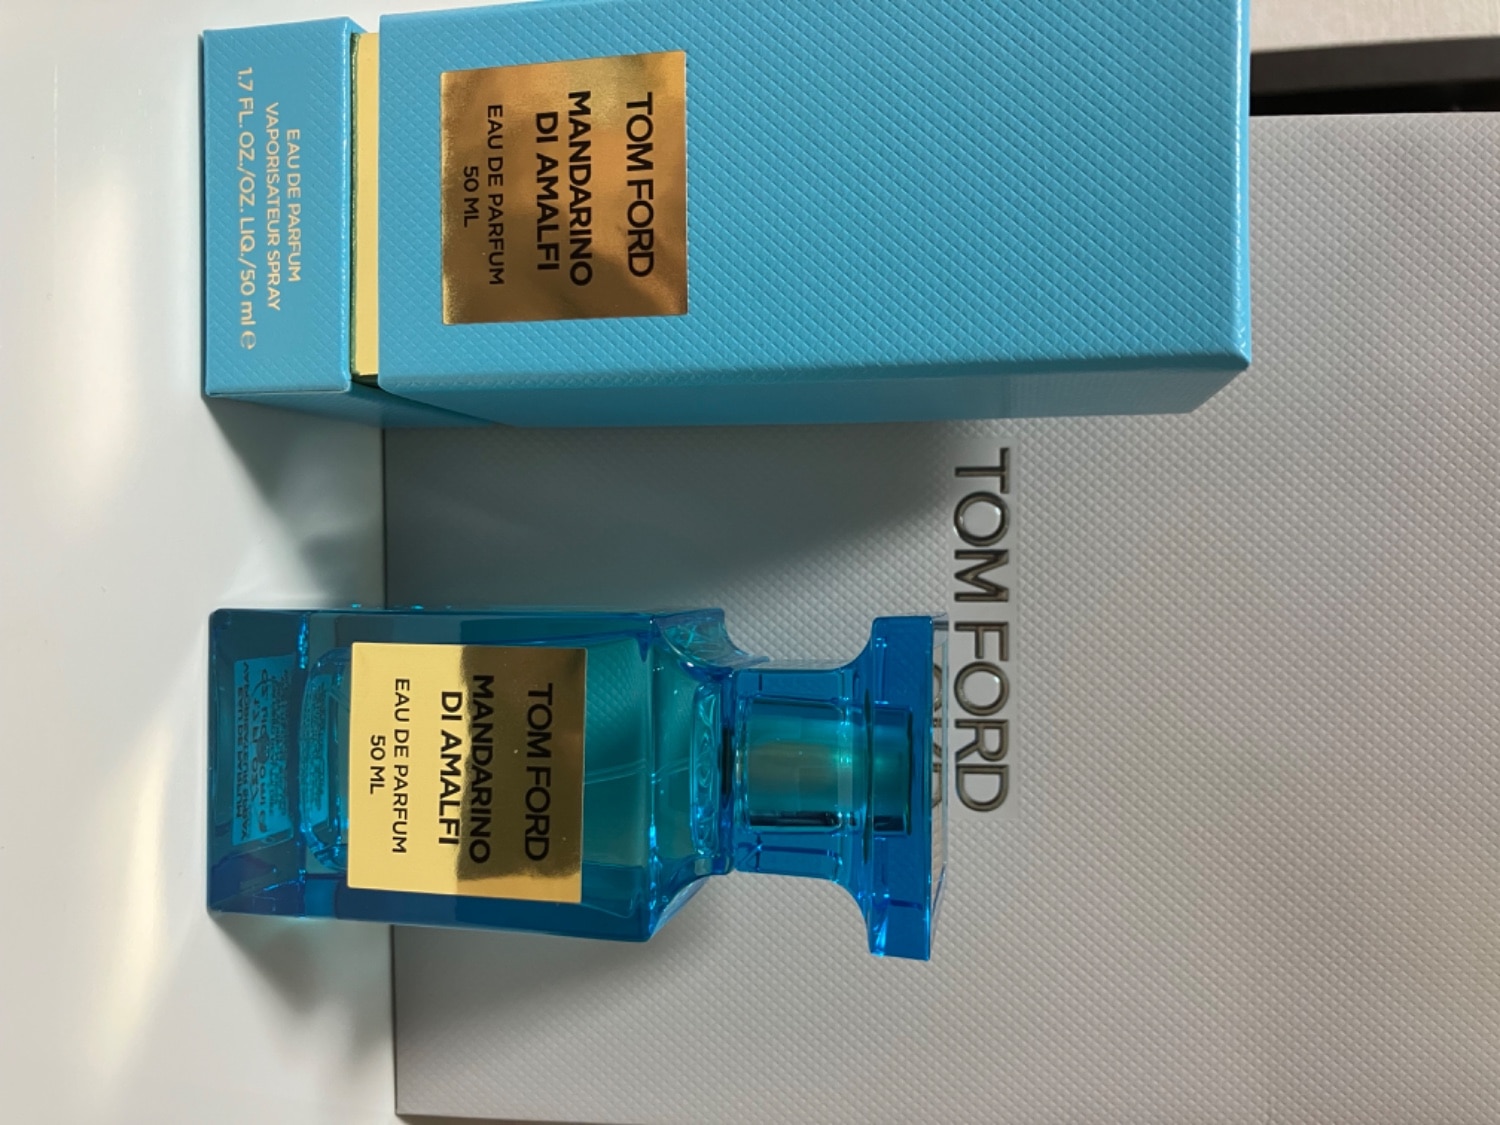 TOM FORD
MANDARINO
DI AMALFI
EAU DE PARFUM
50 ML
EAU DE PARFUM
VAPORISATEUR SPRAY
1.7 FL. OZ./OZ. LIQ./50 ml ℮
TOM FORD
TOM FORD
MANDARINO
DI AMALFI
EAU DE PARFUM
50 ML